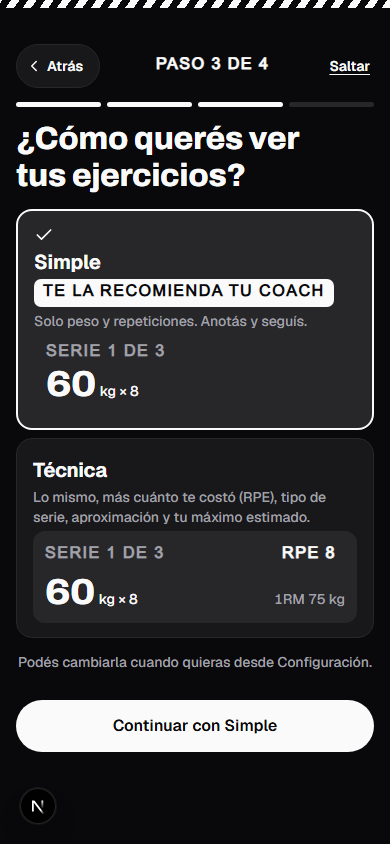 Atrás
PASO 3 DE 4
Saltar
¿Cómo querés ver
tus ejercicios?
Simple
TE LA RECOMIENDA TU COACH
Solo peso y repeticiones. Anotás y seguís.
SERIE 1 DE 3
60 kg × 8
Técnica
Lo mismo, más cuánto te costó (RPE), tipo de
serie, aproximación y tu máximo estimado.
SERIE 1 DE 3
RPE 8
60 kg × 8
1RM 75 kg
Podés cambiarla cuando quieras desde Configuración.
Continuar con Simple
N